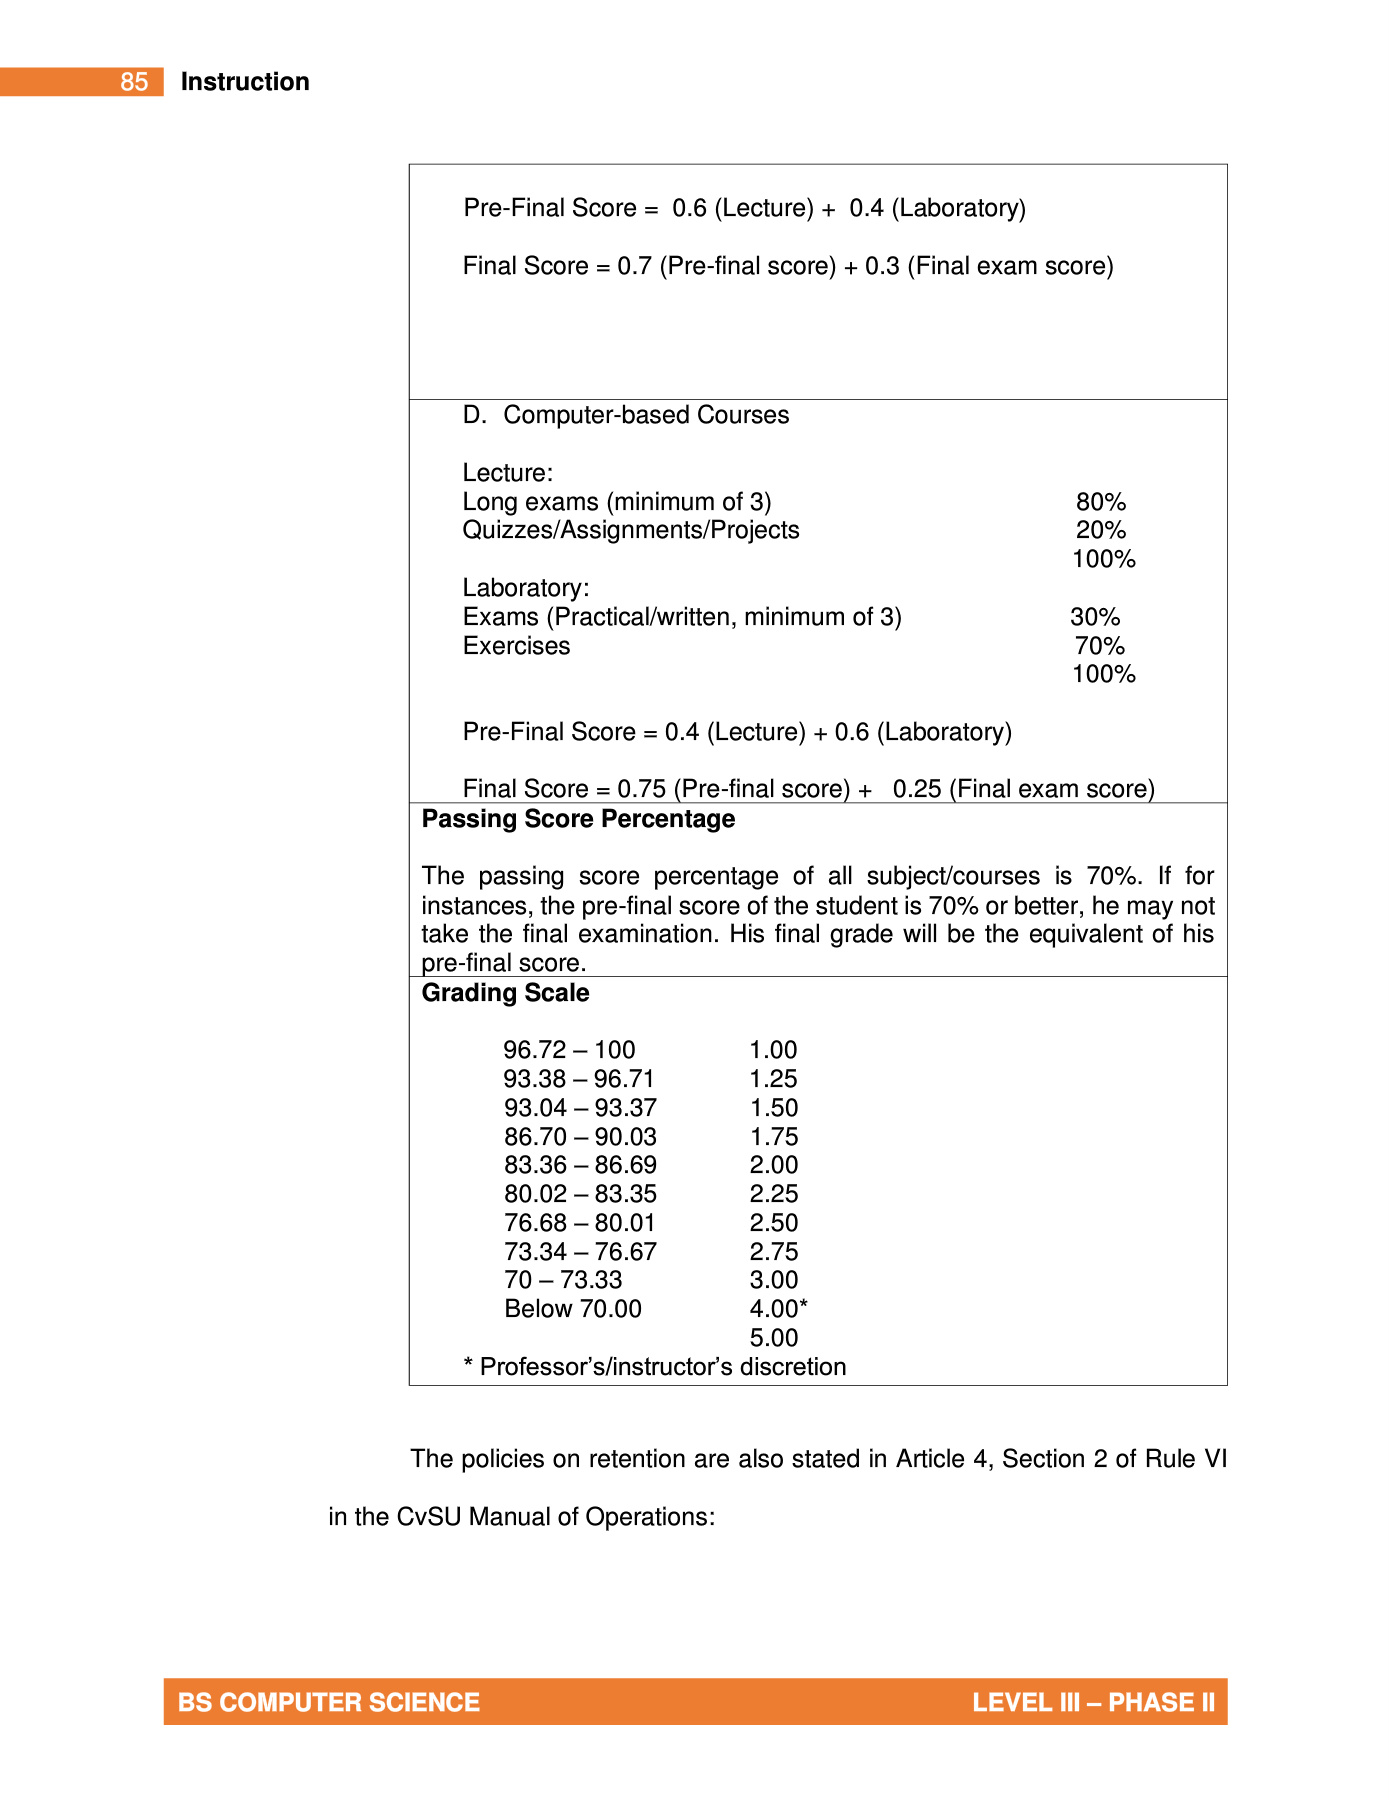 85 Instruction
Pre-Final Score = 0.6 (Lecture) + 0.4 (Laboratory)
Final Score = 0.7 (Pre-final score) + 0.3 (Final exam score)
D. Computer-based Courses
Lecture:
Long exams (minimum of 3) 80%
Quizzes/Assignments/Projects 20%
100%
Laboratory:
Exams (Practical/written, minimum of 3) 30%
Exercises 70%
100%
Pre-Final Score = 0.4 (Lecture) + 0.6 (Laboratory)
Final Score = 0.75 (Pre-final score) + 0.25 (Final exam score)
Passing Score Percentage
The passing score percentage of all subject/courses is 70%. If for
instances, the pre-final score of the student is 70% or better, he may not
take the final examination. His final grade will be the equivalent of his
pre-final score.
Grading Scale
96.72 – 100 1.00
93.38 – 96.71 1.25
93.04 – 93.37 1.50
86.70 – 90.03 1.75
83.36 – 86.69 2.00
80.02 – 83.35 2.25
76.68 – 80.01 2.50
73.34 – 76.67 2.75
70 – 73.33 3.00
Below 70.00 4.00*
5.00
* Professor’s/instructor’s discretion
The policies on retention are also stated in Article 4, Section 2 of Rule VI
in the CvSU Manual of Operations:
BS COMPUTER SCIENCE LEVEL III – PHASE II